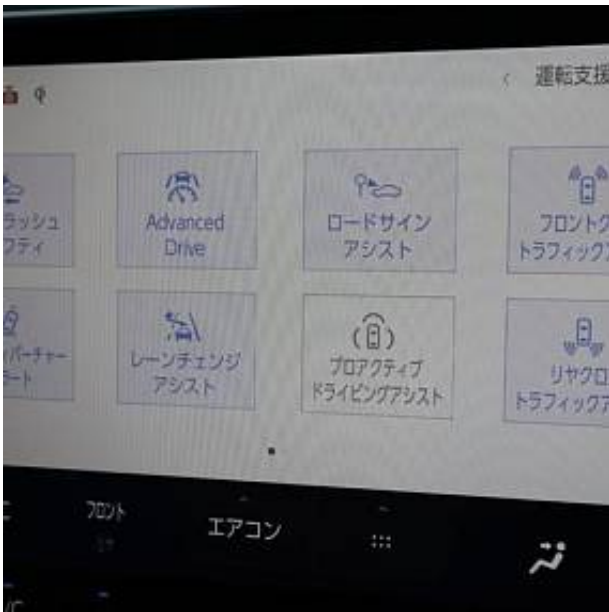 運転支援
ラッシュ
フティ
Advanced
Drive
ロードサイン
アシスト
フロントク
トラフィックア
パーチャー
ラート
レーンチェンジ
アシスト
プロアクティブ
ドライビングアシスト
リヤクロ
トラフィックア
フロント
エアコン